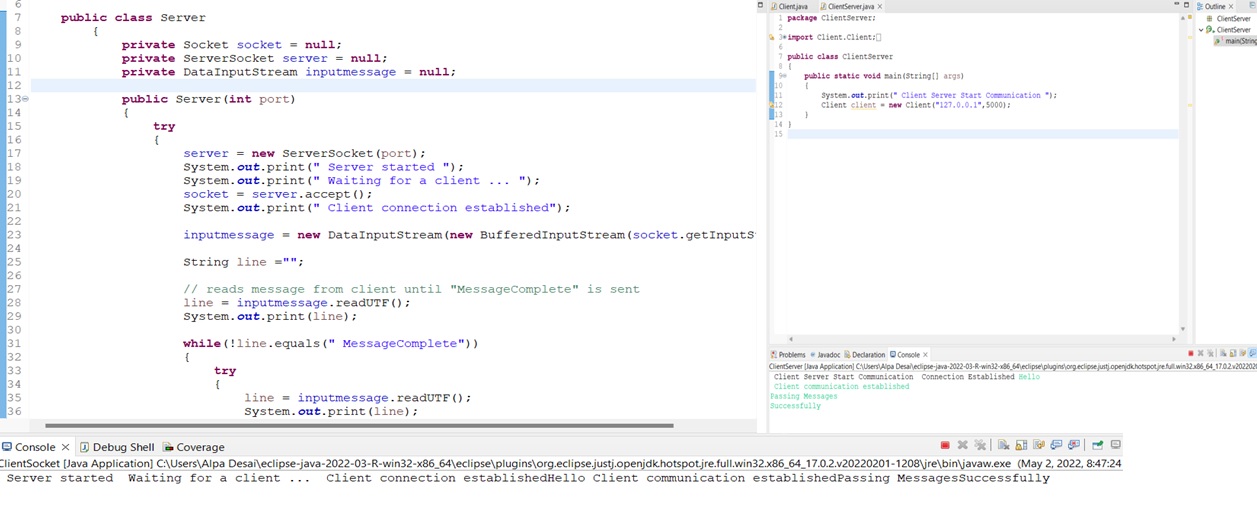 6
7 public class Server
8 {
9 private Socket socket = null;
10 private ServerSocket server = null;
11 private DataInputStream inputmessage = null;
12
13 public Server(int port)
14 {
15 try
16 {
17 server = new ServerSocket(port);
18 System.out.print(" Server started ");
19 System.out.print(" Waiting for a client ... ");
20 socket = server.accept();
21 System.out.print(" Client connection established");
22
23 inputmessage = new DataInputStream(new BufferedInputStream(socket.getInputS
24
25 String line ="";
26
27 // reads message from client until "MessageComplete" is sent
28 line = inputmessage.readUTF();
29 System.out.print(line);
30
31 while(!line.equals(" MessageComplete"))
32 {
33 try
34 {
35 line = inputmessage.readUTF();
36 System.out.print(line);
Client.java ClientServer.java
1 package ClientServer;
2
3 import Client.Client;
6
7 public class ClientServer
8 {
9 public static void main(String[] args)
10 {
11 System.out.print(" Client Server Start Communication ");
12 Client client = new Client("127.0.0.1",5000);
13 }
14 }
15
Outline
ClientServer
ClientServer
main(String
Problems Javadoc Declaration Console
ClientServer [Java Application] C:\Users\Alpa Desai\eclipse-java-2022-03-R-win32-x86_64\eclipse\plugins\org.eclipse.justj.openjdk.hotspot.jre.full.win32.x86_64_17.0.2.v2022020
Client Server Start Communication Connection Established Hello
Client communication established
Passing Messages
Successfully
Console Debug Shell Coverage
ClientSocket [Java Application] C:\Users\Alpa Desai\eclipse-java-2022-03-R-win32-x86_64\eclipse\plugins\org.eclipse.justj.openjdk.hotspot.jre.full.win32.x86_64_17.0.2.v20220201-1208\jre\bin\javaw.exe (May 2, 2022, 8:47:24
Server started Waiting for a client ... Client connection establishedHello Client communication establishedPassing MessagesSuccessfully